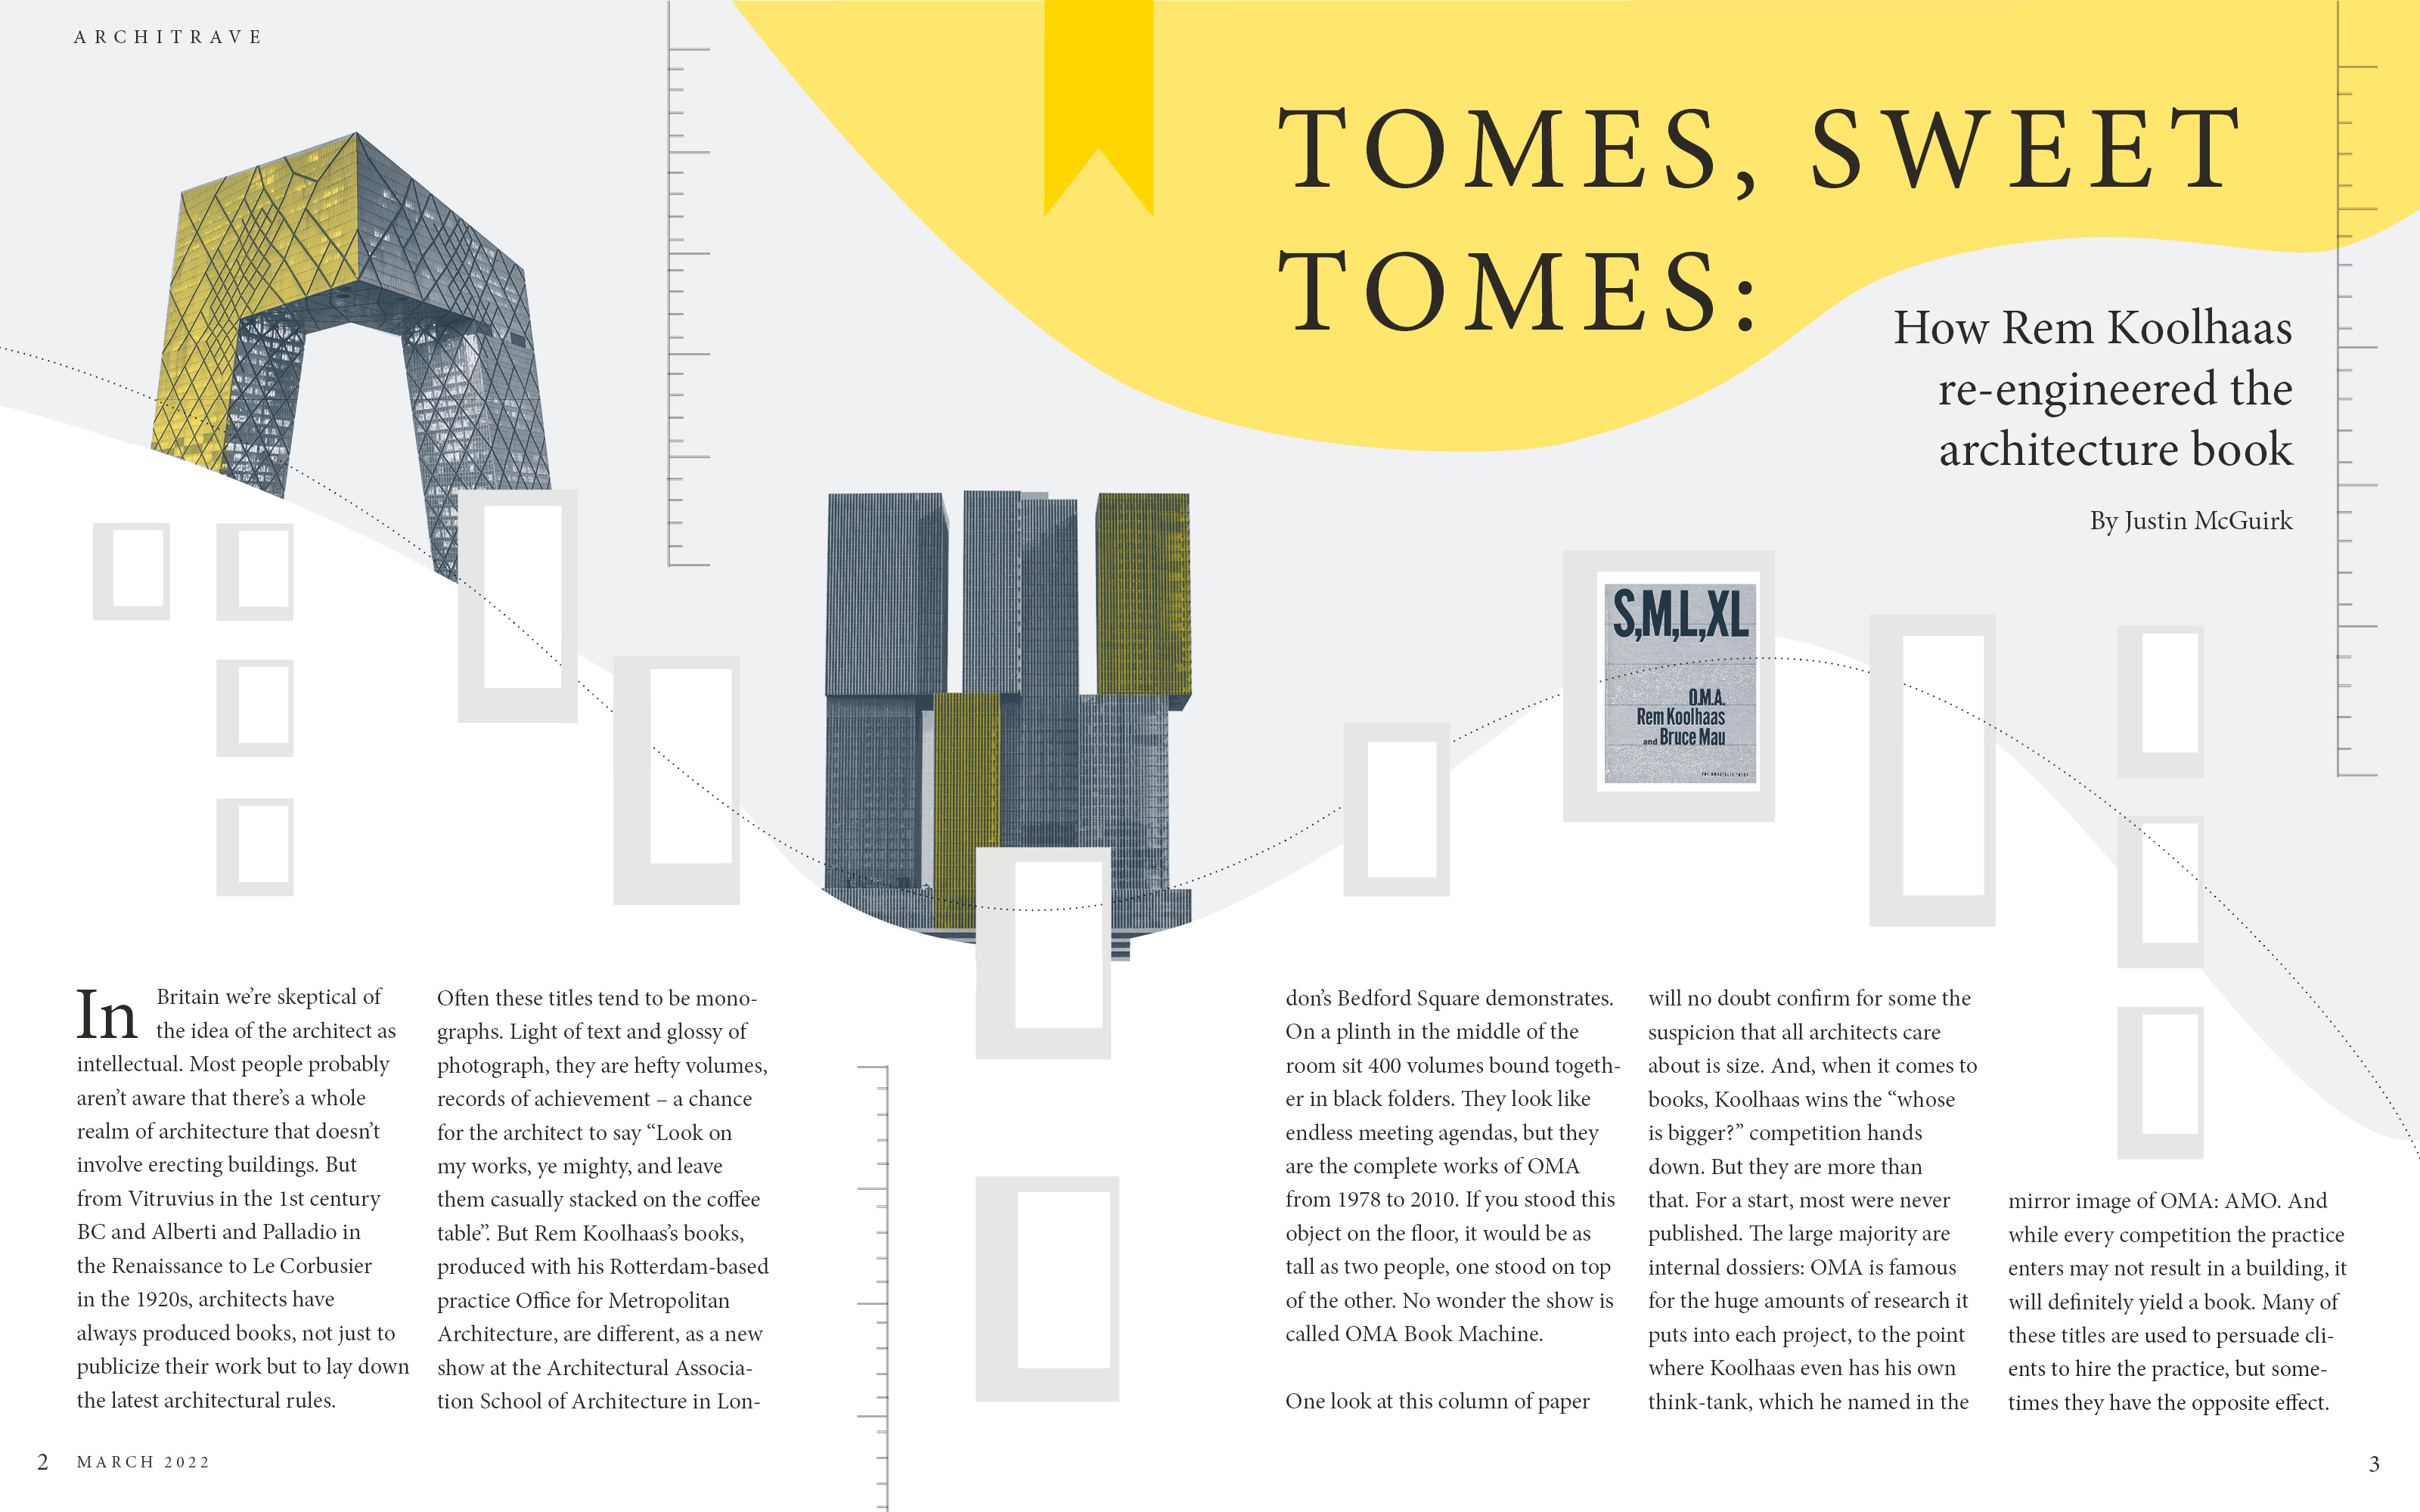 ARCHITRAVE
TOMES, SWEET
TOMES:
How Rem Koolhaas
re-engineered the
architecture book
By Justin McGuirk
S,M,L,XL
O.M.A.
Rem Koolhaas
and Bruce Mau
In Britain we’re skeptical of
the idea of the architect as
intellectual. Most people probably
aren’t aware that there’s a whole
realm of architecture that doesn’t
involve erecting buildings. But
from Vitruvius in the 1st century
BC and Alberti and Palladio in
the Renaissance to Le Corbusier
in the 1920s, architects have
always produced books, not just to
publicize their work but to lay down
the latest architectural rules.
Often these titles tend to be mono-
graphs. Light of text and glossy of
photograph, they are hefty volumes,
records of achievement – a chance
for the architect to say “Look on
my works, ye mighty, and leave
them casually stacked on the coffee
table”. But Rem Koolhaas’s books,
produced with his Rotterdam-based
practice Office for Metropolitan
Architecture, are different, as a new
show at the Architectural Associa-
tion School of Architecture in Lon-
don’s Bedford Square demonstrates.
On a plinth in the middle of the
room sit 400 volumes bound togeth-
er in black folders. They look like
endless meeting agendas, but they
are the complete works of OMA
from 1978 to 2010. If you stood this
object on the floor, it would be as
tall as two people, one stood on top
of the other. No wonder the show is
called OMA Book Machine.
One look at this column of paper
will no doubt confirm for some the
suspicion that all architects care
about is size. And, when it comes to
books, Koolhaas wins the “whose
is bigger?” competition hands
down. But they are more than
that. For a start, most were never
published. The large majority are
internal dossiers: OMA is famous
for the huge amounts of research it
puts into each project, to the point
where Koolhaas even has his own
think-tank, which he named in the
mirror image of OMA: AMO. And
while every competition the practice
enters may not result in a building, it
will definitely yield a book. Many of
these titles are used to persuade cli-
ents to hire the practice, but some-
times they have the opposite effect.
2 MARCH 2022
3